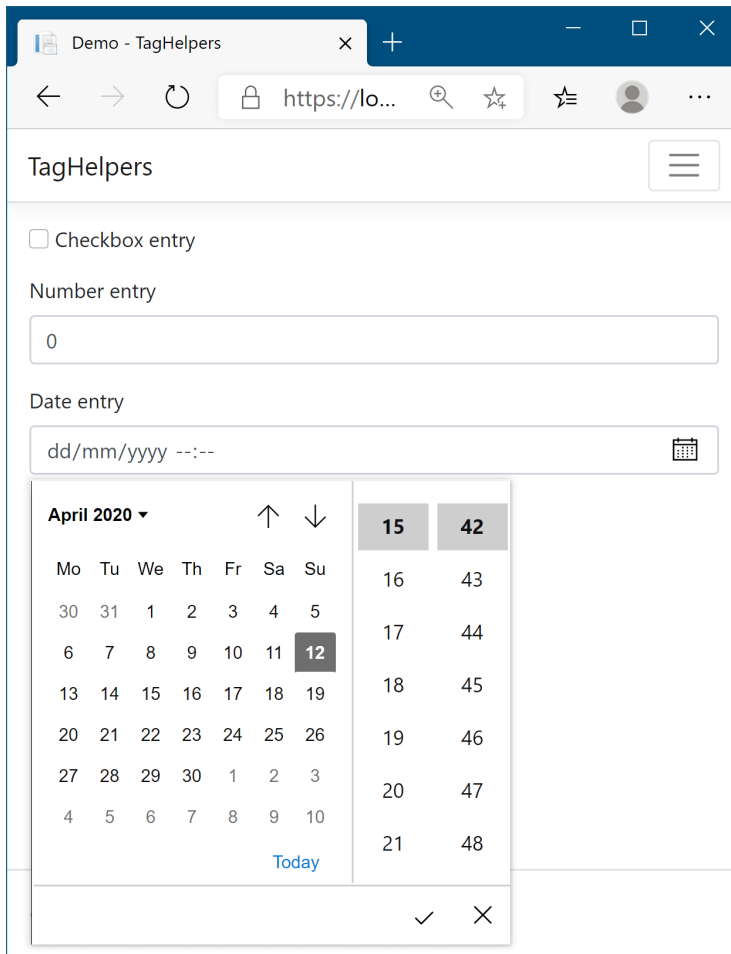 Demo - TagHelpers
https://lo...
TagHelpers
Checkbox entry
Number entry
0
Date entry
dd/mm/yyyy --:--
April 2020
15 42
Mo Tu We Th Fr Sa Su
16 43
30 31 1 2 3 4 5
17 44
6 7 8 9 10 11 12
18 45
13 14 15 16 17 18 19
20 21 22 23 24 25 26
19 46
27 28 29 30 1 2 3
20 47
4 5 6 7 8 9 10
21 48
Today